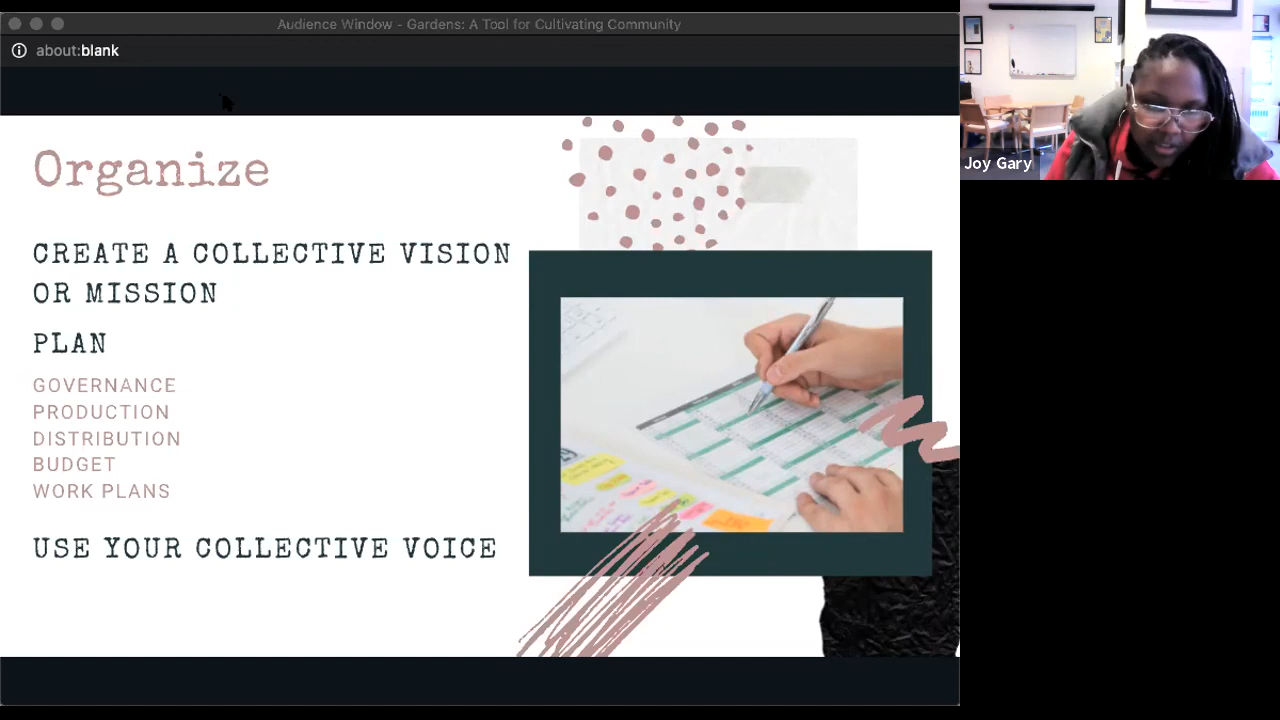 Audience Window - Gardens: A Tool for Cultivating Community
about:blank
Organize
CREATE A COLLECTIVE VISION
OR MISSION
PLAN
GOVERNANCE
PRODUCTION
DISTRIBUTION
BUDGET
WORK PLANS
USE YOUR COLLECTIVE VOICE
Joy Gary